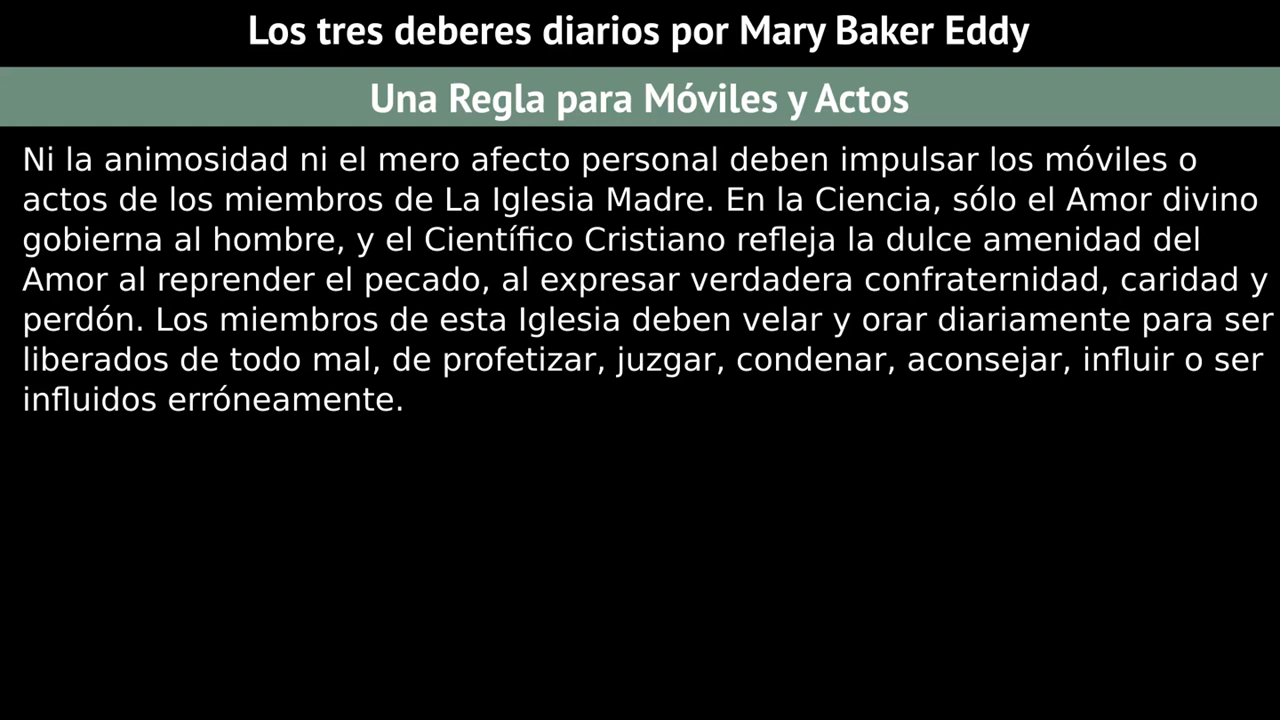 Los tres deberes diarios por Mary Baker Eddy
Una Regla para Móviles y Actos
Ni la animosidad ni el mero afecto personal deben impulsar los móviles o
actos de los miembros de La Iglesia Madre. En la Ciencia, sólo el Amor divino
gobierna al hombre, y el Científico Cristiano refleja la dulce amenidad del
Amor al reprender el pecado, al expresar verdadera confraternidad, caridad y
perdón. Los miembros de esta Iglesia deben velar y orar diariamente para ser
liberados de todo mal, de profetizar, juzgar, condenar, aconsejar, influir o ser
influidos erróneamente.